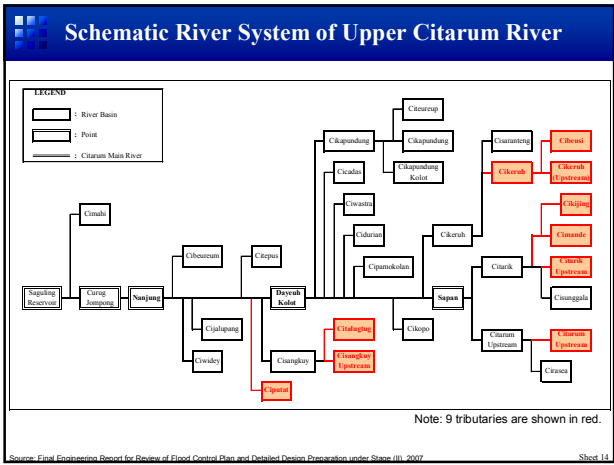 Schematic River System of Upper Citarum River
LEGEND
: River Basin
: Point
: Citarum Main River
Citeureup
Cikapundung
Cikapundung
Cikapundung
Kolot
Cisaranteng
Cibeusi
Cikeruh
Cikeruh
(Upstream)
Cicadas
Cimahi
Ciwastra
Cikijing
Cidurian
Cikeruh
Cimande
Cibeureum
Citepus
Cipamokolan
Citarik
Citarik
Upstream
Saguling
Reservoir
Curug
Jompong
Nanjung
Dayeuh
Kolot
Sapan
Cisunggala
Cijalupang
Citalugtug
Cikopo
Citarum
Upstream
Citarum
Upstream
Ciwidey
Cisangkuy
Cisangkuy
Upstream
Cirasea
Ciputat
Note: 9 tributaries are shown in red.
Source: Final Engineering Report for Review of Flood Control Plan and Detailed Design Preparation under Stage (II), 2007
Sheet 14